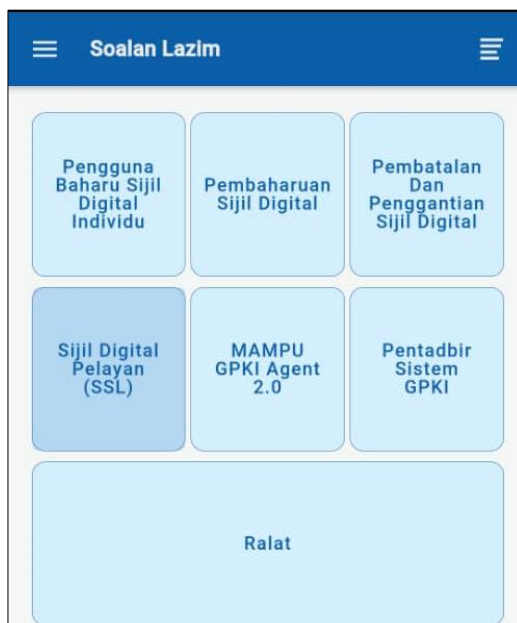 Soalan Lazim
Pengguna
Baharu Sijil
Digital
Individu
Pembaharuan
Sijil Digital
Pembatalan
Dan
Penggantian
Sijil Digital
Sijil Digital
Pelayan
(SSL)
MAMPU
GPKI Agent
2.0
Pentadbir
Sistem
GPKI
Ralat